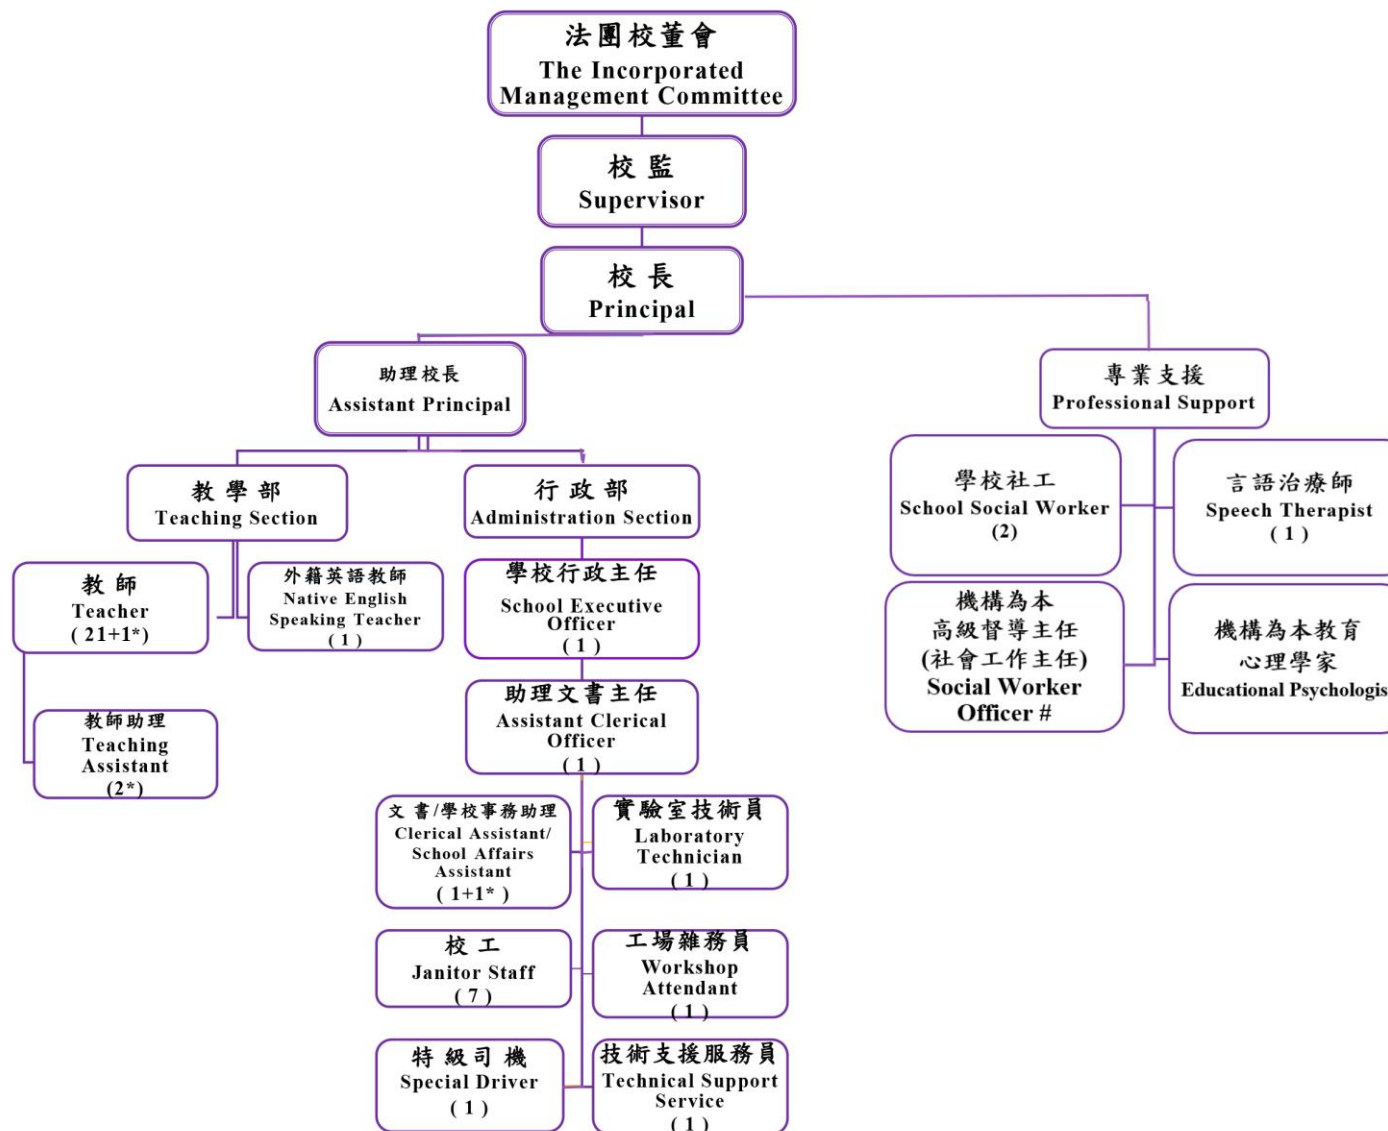 法團校董會
The Incorporated
Management Committee
校監
Supervisor
校長
Principal
助理校長
Assistant Principal
專業支援
Professional Support
教學部
Teaching Section
行政部
Administration Section
學校社工
School Social Worker
(2)
言語治療師
Speech Therapist
( 1 )
教師
Teacher
( 21+1*)
外籍英語教師
Native English
Speaking Teacher
( 1 )
學校行政主任
School Executive
Officer
( 1 )
機構為本
高級督導主任
(社會工作主任)
Social Worker
Officer #
機構為本教育
心理學家
Educational Psychologis
教師助理
Teaching
Assistant
(2*)
助理文書主任
Assistant Clerical
Officer
( 1 )
文書/學校事務助理
Clerical Assistant/
School Affairs
Assistant
( 1+1* )
實驗室技術員
Laboratory
Technician
( 1 )
校工
Janitor Staff
( 7 )
工場雜務員
Workshop
Attendant
( 1 )
特級司機
Special Driver
( 1 )
技術支援服務員
Technical Support
Service
( 1 )